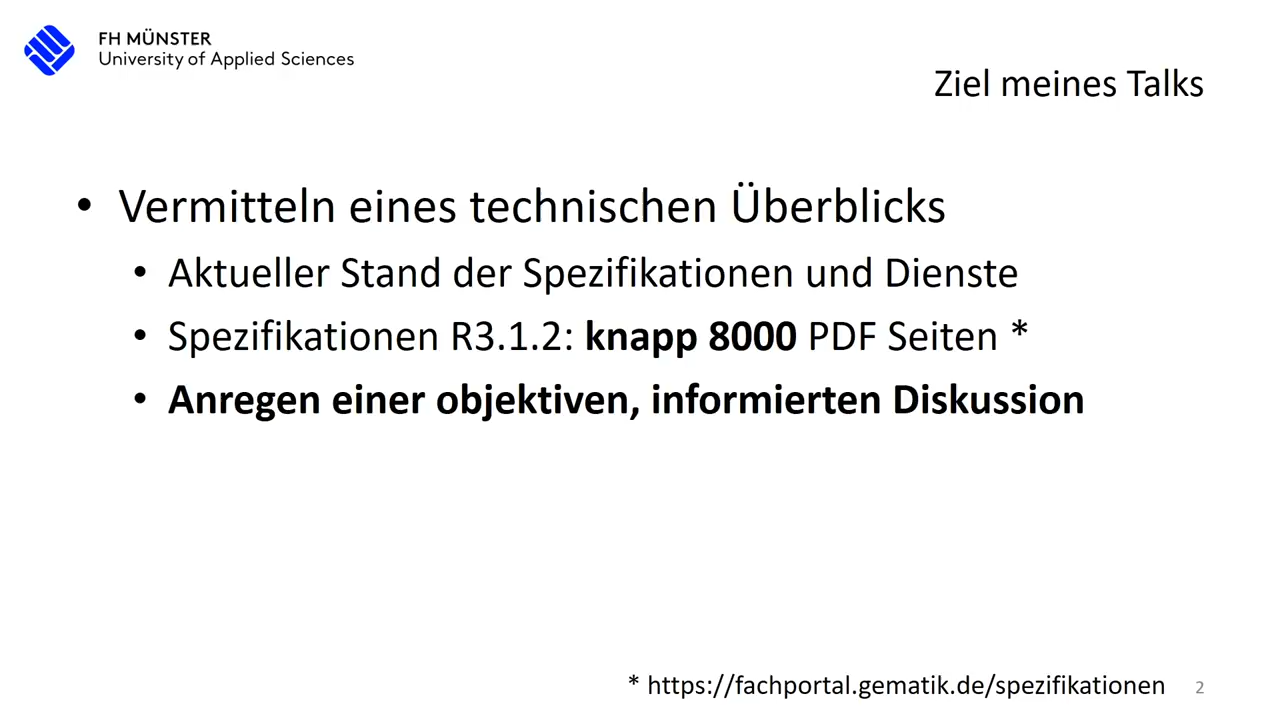 FH MÜNSTER
University of Applied Sciences
Ziel meines Talks
• Vermitteln eines technischen Überblicks
• Aktueller Stand der Spezifikationen und Dienste
• Spezifikationen R3.1.2: knapp 8000 PDF Seiten *
• Anregen einer objektiven, informierten Diskussion
* https://fachportal.gematik.de/spezifikationen
2